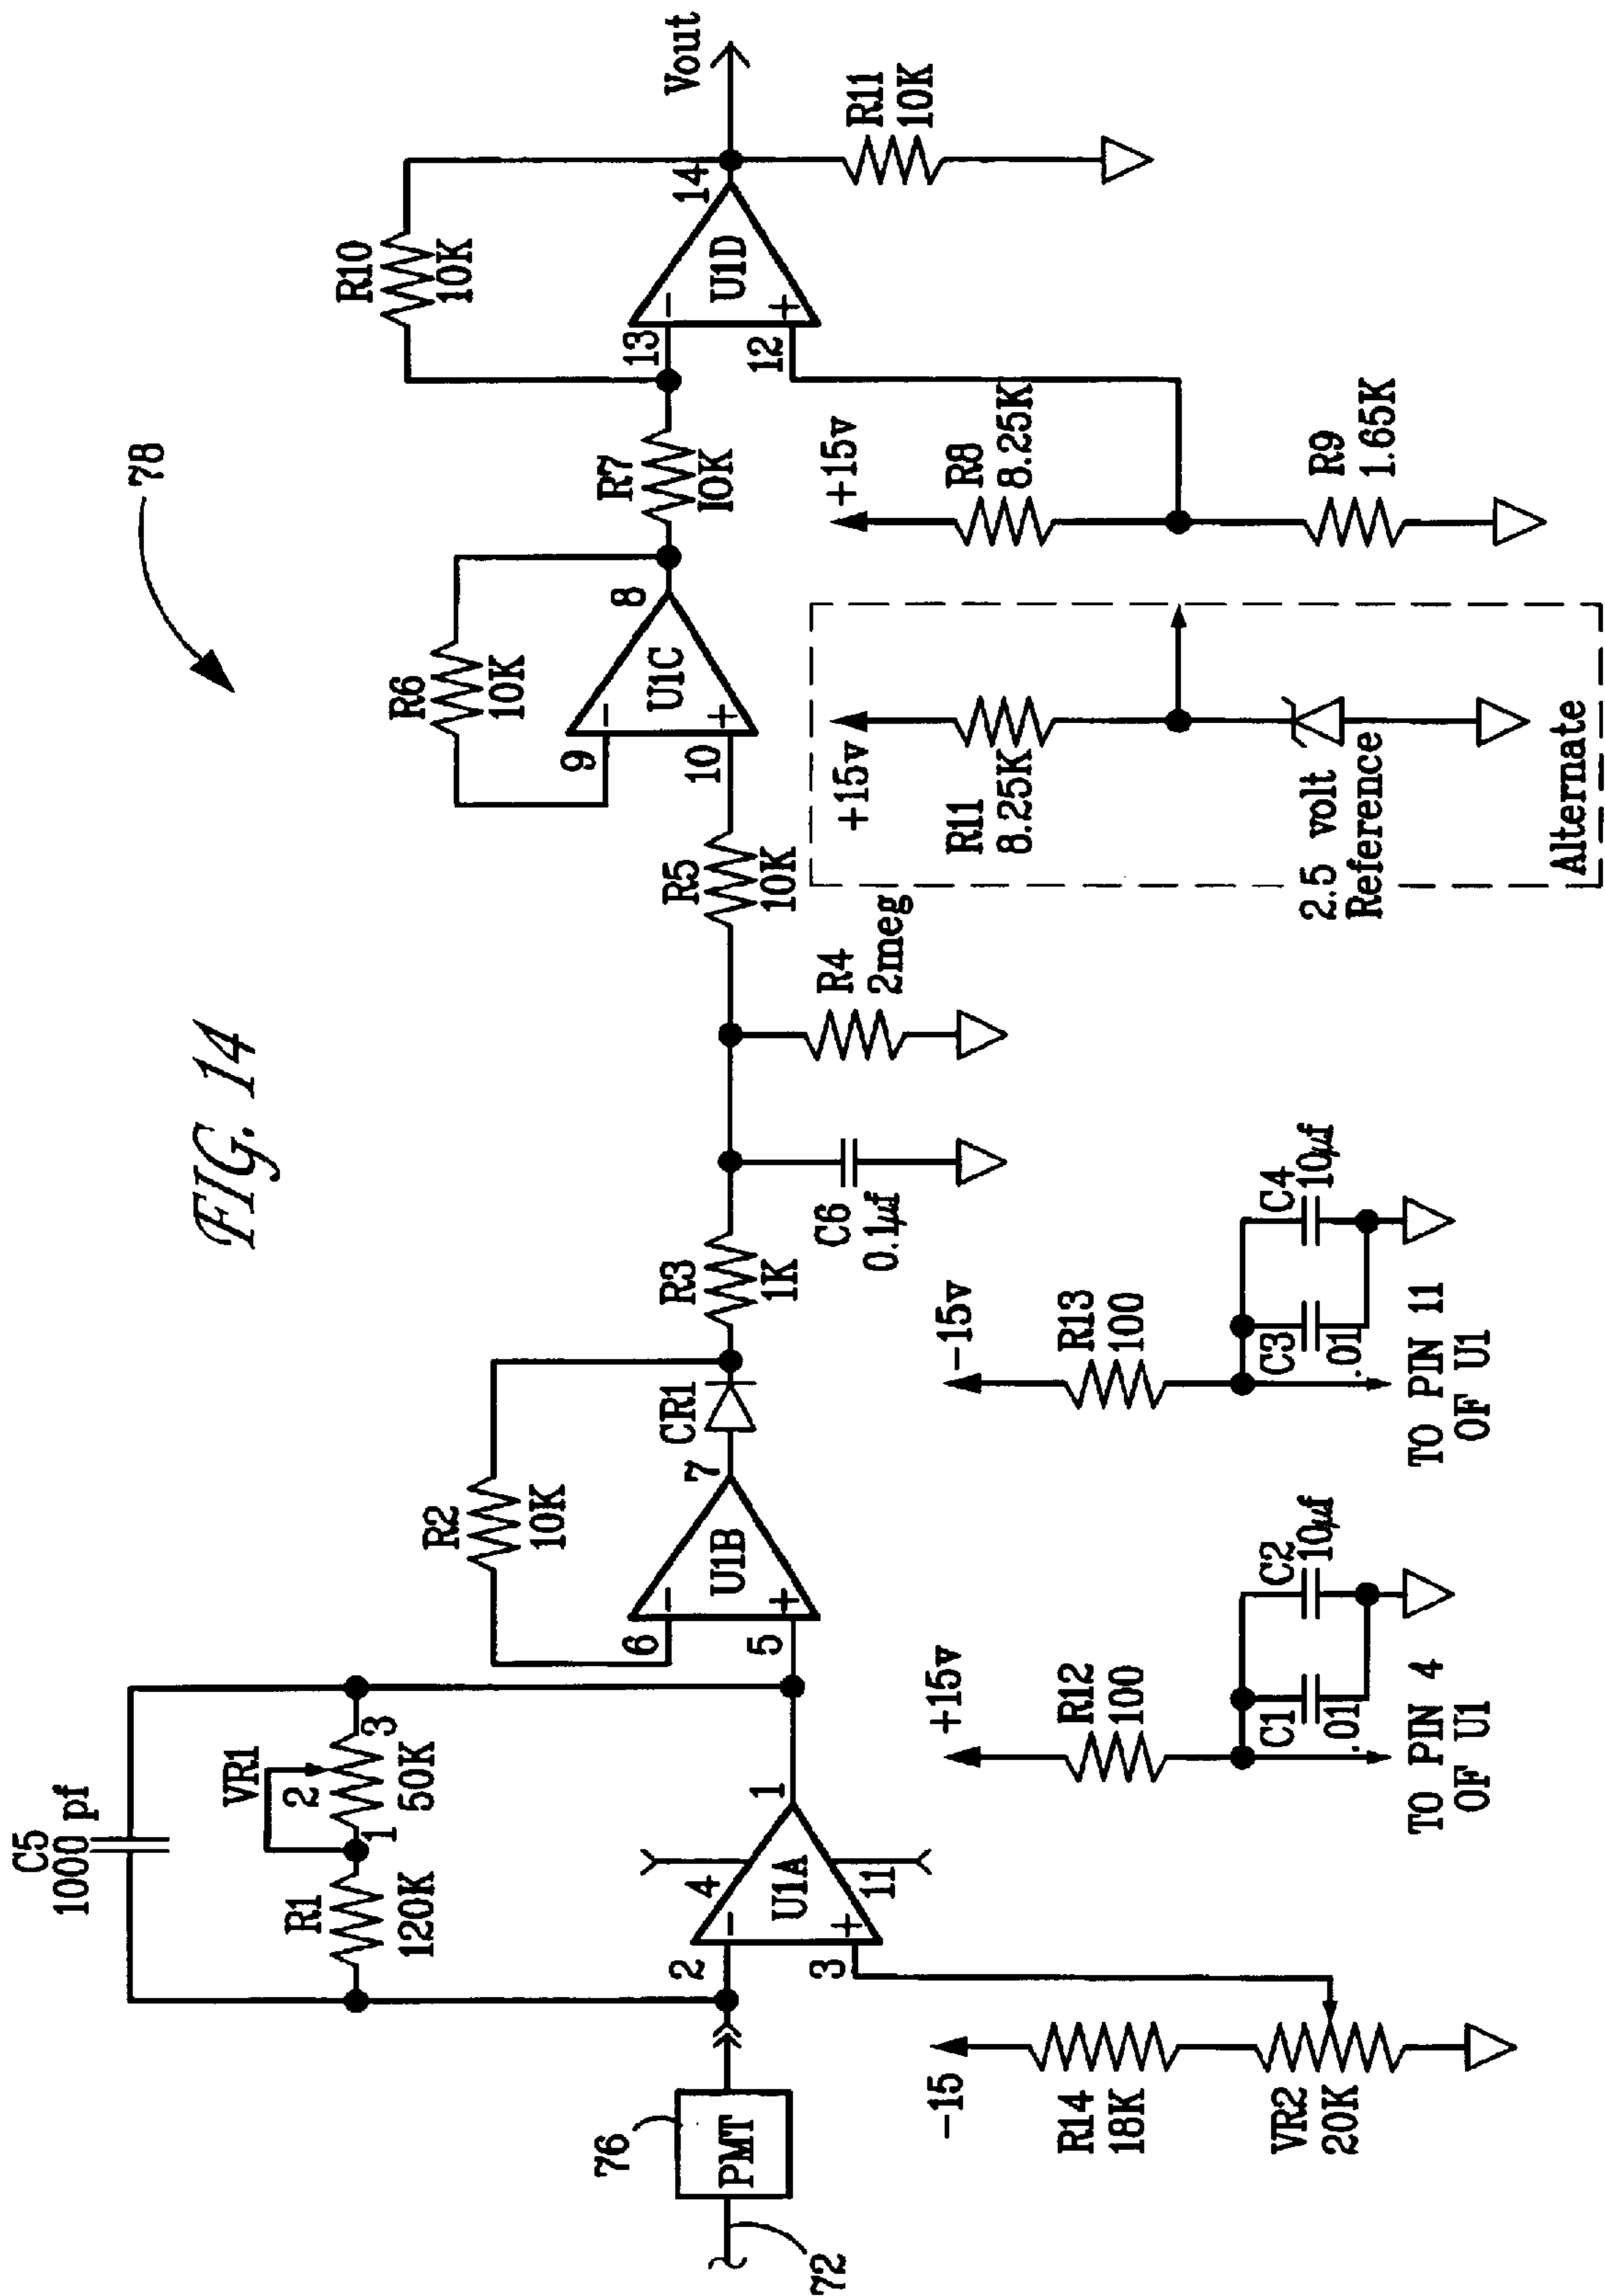 FIG. 14
78
C5
1000 pf
R1
120K
VR1
1
2
3
50K
76
PMT
72
2
3
4
11
1
U1A
−
+
-15
R14
18K
VR2
20K
R2
10K
6
5
7
U1B
−
+
CR1
R3
1K
C6
0.1µf
R4
2meg
R5
10K
R6
10K
9
10
8
U1C
−
+
R7
10K
R10
10K
13
12
14
U1D
−
+
Vout
R11
10K
+15v
R8
8.25K
R9
1.65K
+15v
R11
8.25K
2.5 volt
Reference
Alternate
+15v
R12
100
C1
.01
C2
10µf
TO PIN 4
OF U1
-15v
R13
100
C3
.01
C4
10µf
TO PIN 11
OF U1